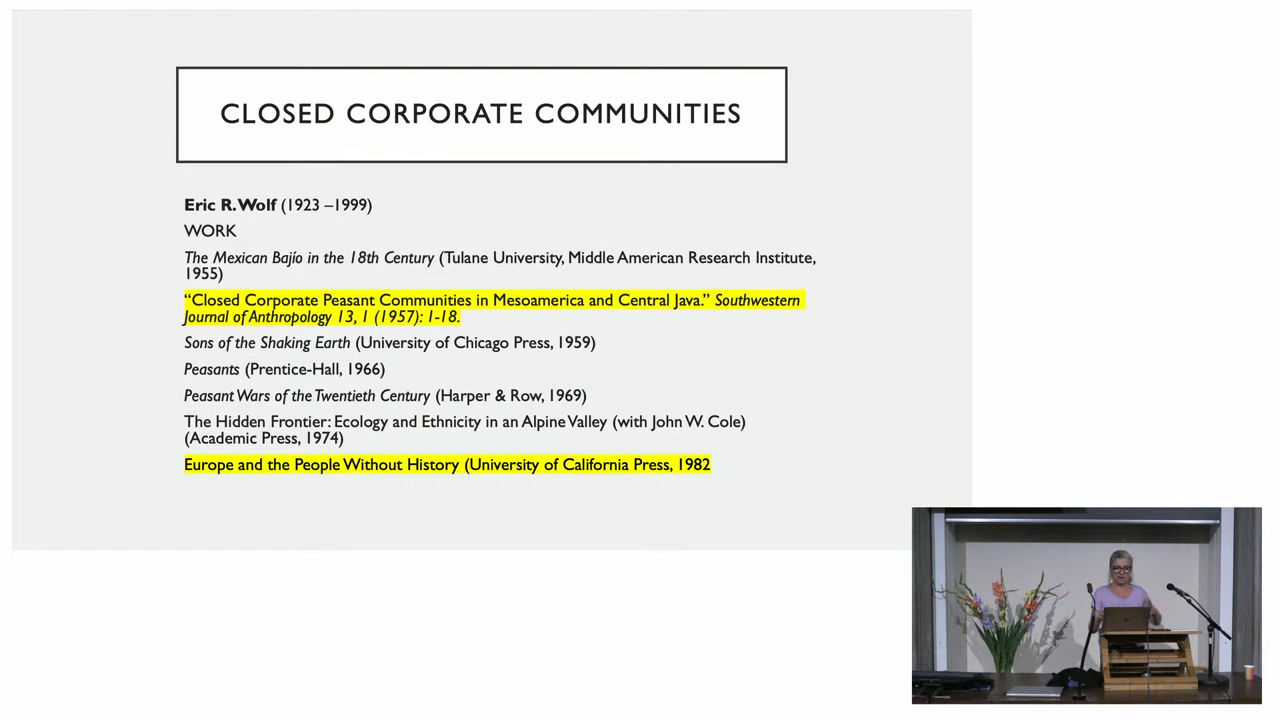 CLOSED CORPORATE COMMUNITIES
Eric R. Wolf (1923 –1999)
WORK
The Mexican Bajío in the 18th Century (Tulane University, Middle American Research Institute,
1955)
“Closed Corporate Peasant Communities in Mesoamerica and Central Java.” Southwestern
Journal of Anthropology 13, 1 (1957): 1-18.
Sons of the Shaking Earth (University of Chicago Press, 1959)
Peasants (Prentice-Hall, 1966)
Peasant Wars of the Twentieth Century (Harper & Row, 1969)
The Hidden Frontier: Ecology and Ethnicity in an Alpine Valley (with John W. Cole)
(Academic Press, 1974)
Europe and the People Without History (University of California Press, 1982